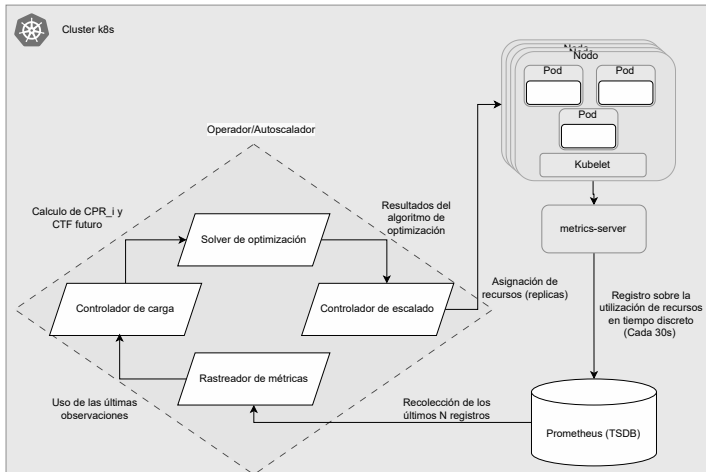 Cluster k8s
Nodo
Nodo
Pod
Pod
Pod
Kubelet
Operador/Autoscalador
Calculo de CPR_i y
CTF futuro
Resultados del
algoritmo de
optimización
Solver de optimización
metrics-server
Asignación de
recursos (replicas)
Controlador de carga
Controlador de escalado
Registro sobre la
utilización de recursos
en tiempo discreto
(Cada 30s)
Rastreador de métricas
Uso de las últimas
observaciones
Recolección de los
últimos N registros
Prometheus (TSDB)